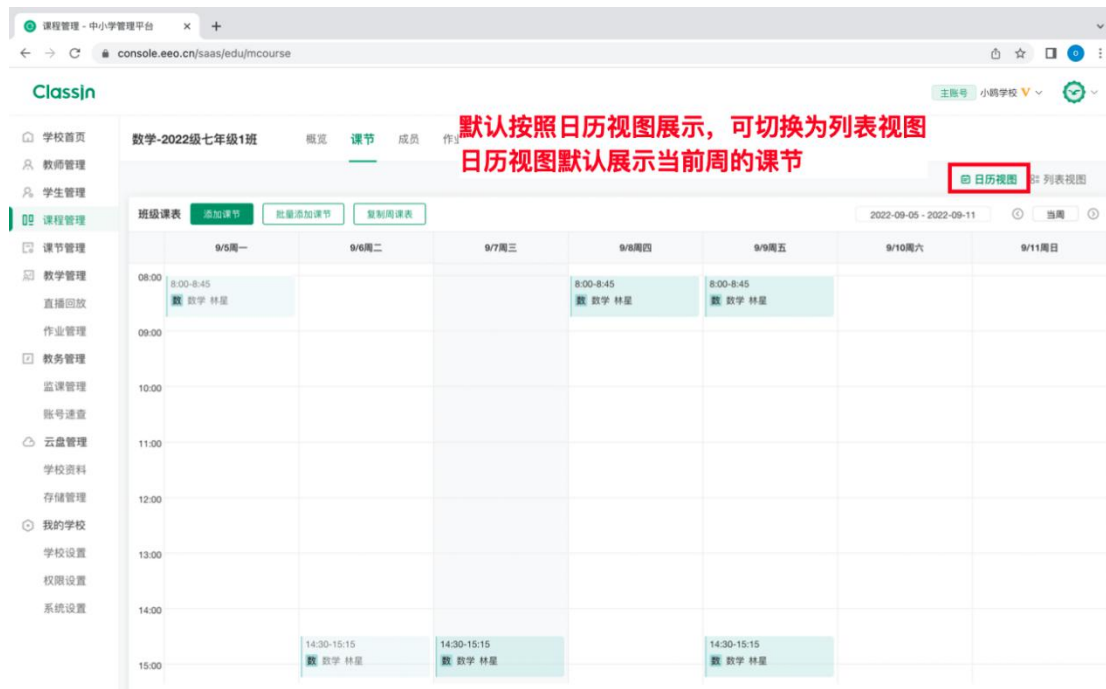 课程管理 - 中小学管理平台
console.eeo.cn/saas/edu/mcourse
ClassIn
主账号 小鸥学校 V
学校首页
教师管理
学生管理
课程管理
课节管理
教学管理
直播回放
作业管理
教务管理
监课管理
账号速查
云盘管理
学校资料
存储管理
我的学校
学校设置
权限设置
系统设置
数学-2022级七年级1班 概览 课节 成员 作业
默认按照日历视图展示，可切换为列表视图
日历视图默认展示当前周的课节
日历视图 列表视图
班级课表 添加课节 批量添加课节 复制周课表 2022-09-05 - 2022-09-11 当周
9/5周一 9/6周二 9/7周三 9/8周四 9/9周五 9/10周六 9/11周日
08:00
8:00-8:45 8:00-8:45 8:00-8:45
数 数学 林星 数 数学 林星 数 数学 林星
09:00
10:00
11:00
12:00
13:00
14:00
14:30-15:15 14:30-15:15 14:30-15:15
数 数学 林星 数 数学 林星 数 数学 林星
15:00